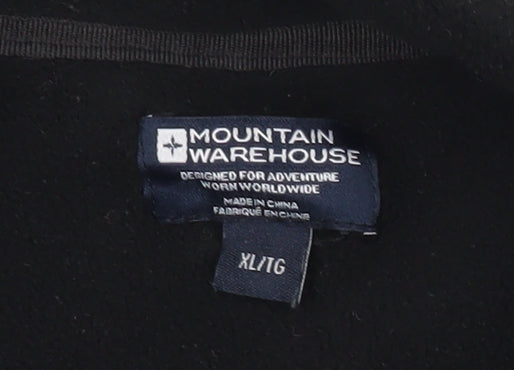 MOUNTAIN
WAREHOUSE
DESIGNED FOR ADVENTURE
WORN WORLDWIDE
MADE IN CHINA
FABRIQUÉ EN CHINE
XL/TG